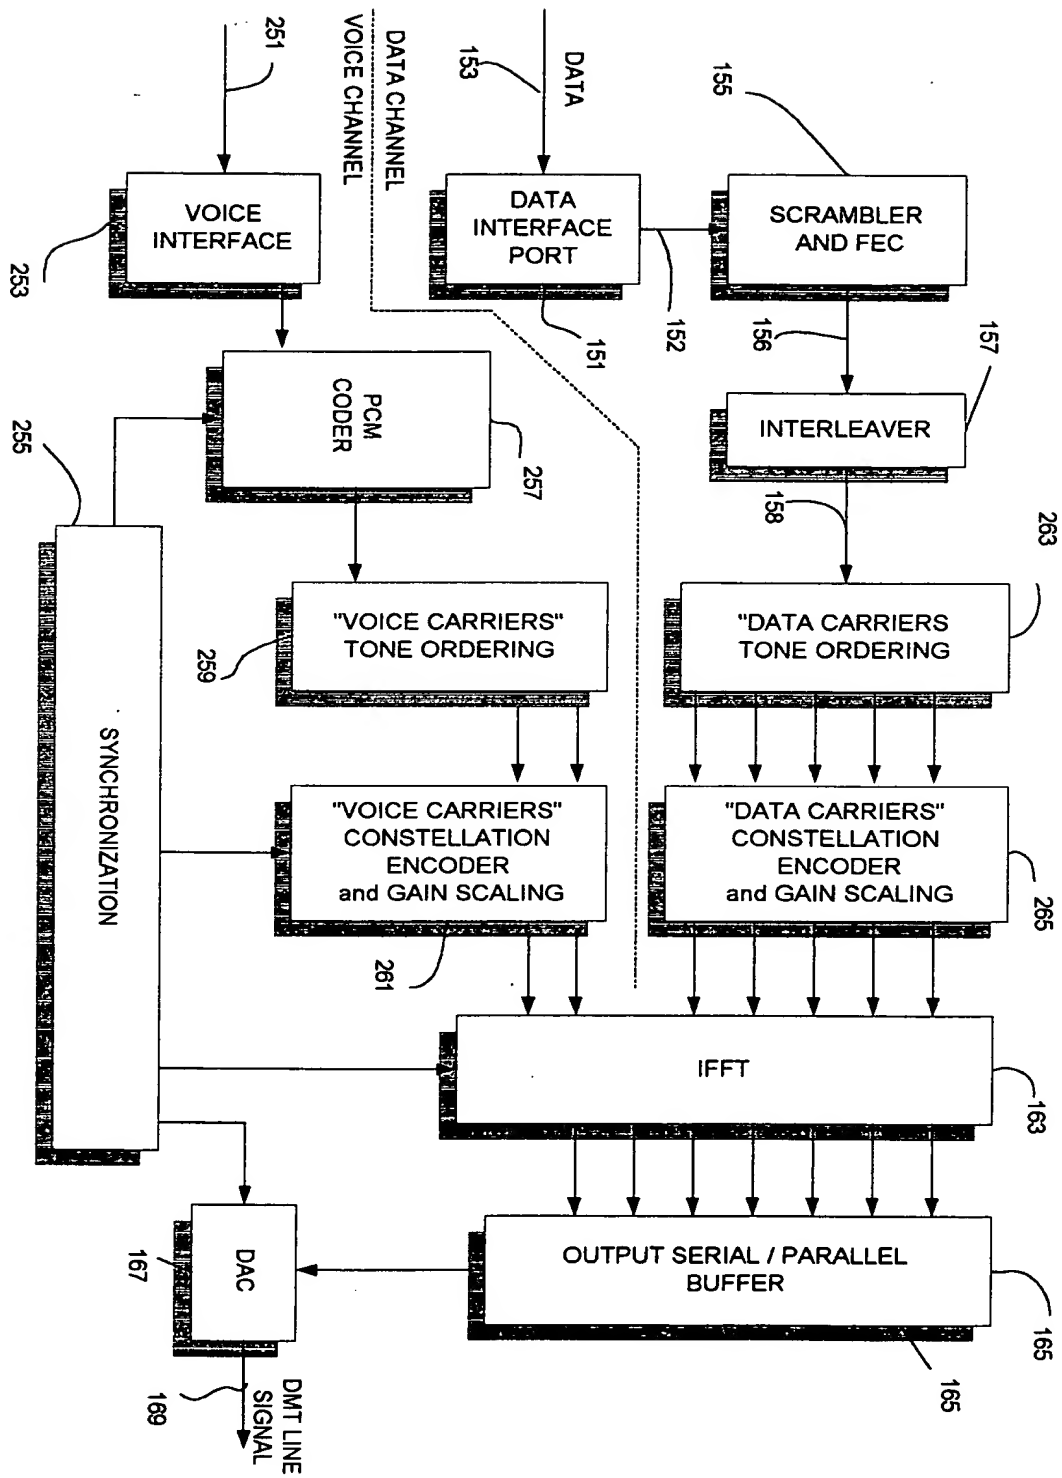 251
DATA CHANNEL
VOICE CHANNEL
153
DATA
155
VOICE
INTERFACE
253
DATA
INTERFACE
PORT
151
152
SCRAMBLER
AND FEC
156
157
INTERLEAVER
158
PCM
CODER
257
255
263
"VOICE CARRIERS"
TONE ORDERING
259
"DATA CARRIERS
TONE ORDERING
SYNCHRONIZATION
"VOICE CARRIERS"
CONSTELLATION
ENCODER
and GAIN SCALING
261
"DATA CARRIERS"
CONSTELLATION
ENCODER
and GAIN SCALING
265
IFFT
163
OUTPUT SERIAL / PARALLEL
BUFFER
165
165
DAC
167
169
DMT LINE
SIGNAL